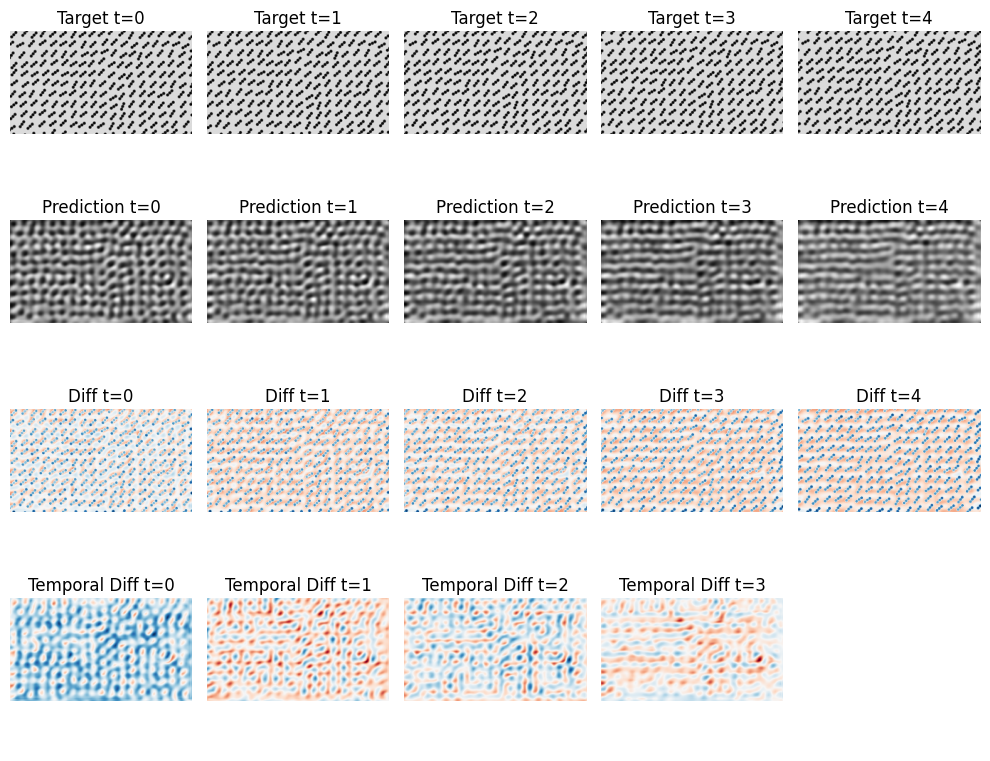 Target t=0 Target t=1 Target t=2 Target t=3 Target t=4
Prediction t=0 Prediction t=1 Prediction t=2 Prediction t=3 Prediction t=4
Diff t=0 Diff t=1 Diff t=2 Diff t=3 Diff t=4
Temporal Diff t=0 Temporal Diff t=1 Temporal Diff t=2 Temporal Diff t=3